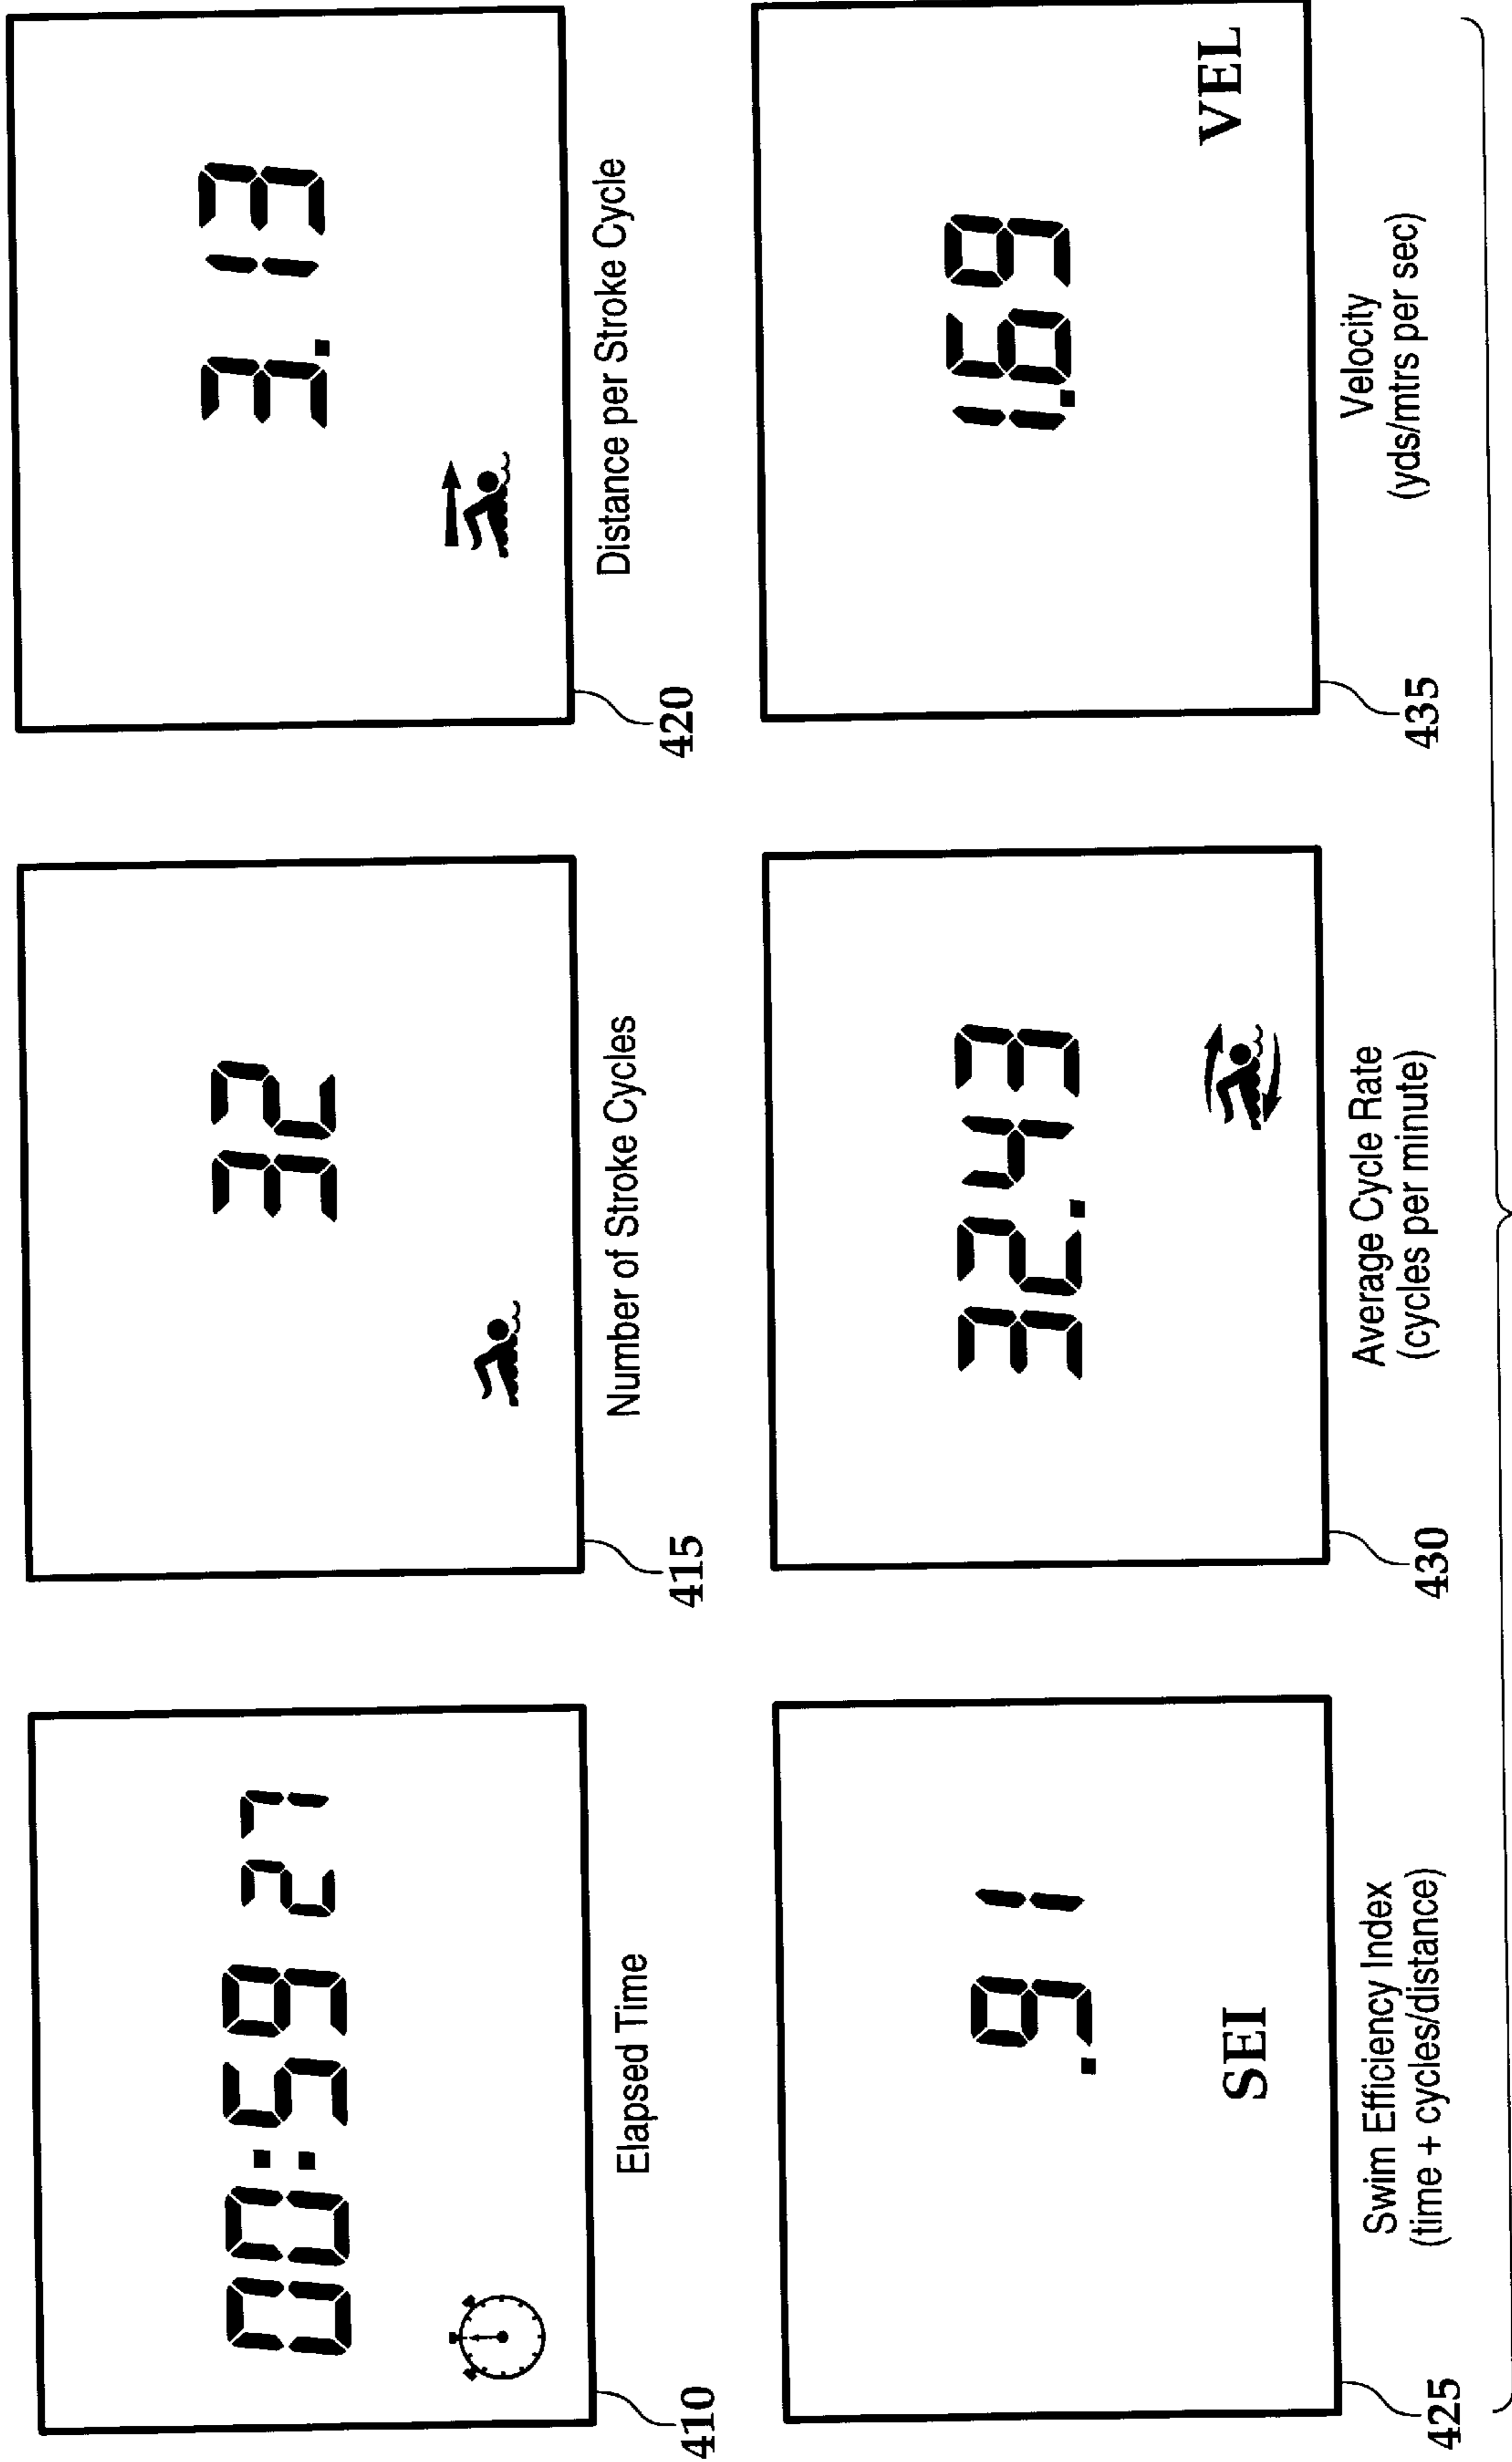 00:59 27
410
Elapsed Time
32
415
Number of Stroke Cycles
3.13
420
Distance per Stroke Cycle
.91
SEI
425
Swim Efficiency Index
(time + cycles/distance)
32.43
430
Average Cycle Rate
(cycles per minute)
1.69
VEL
435
Velocity
(yds/mtrs per sec)